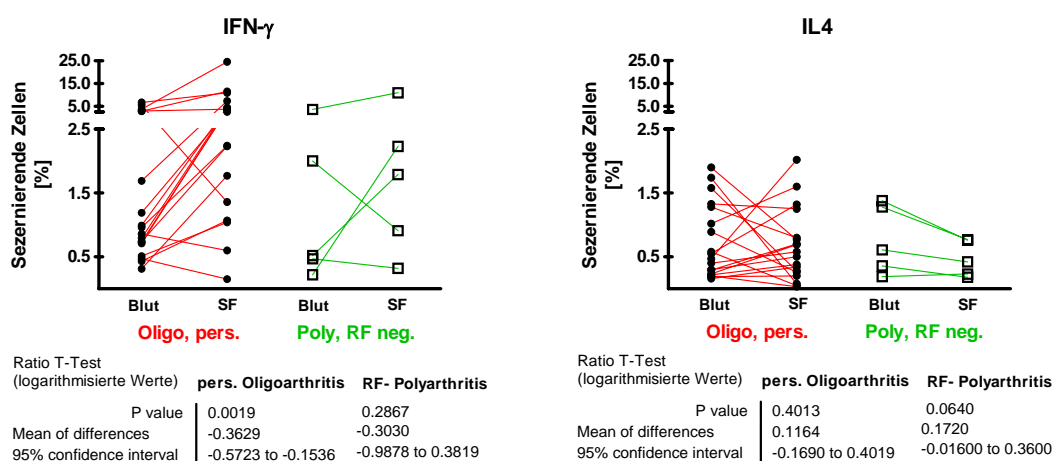 IFN-γ
Sezernierende Zellen
[%]
25.0
15.0
5.0
2.5
1.5
0.5
Blut SF Blut SF
Oligo, pers. Poly, RF neg.
Ratio T-Test
(logarithmisierte Werte) pers. Oligoarthritis RF- Polyarthritis
P value 0.0019 0.2867
Mean of differences -0.3629 -0.3030
95% confidence interval -0.5723 to -0.1536 -0.9878 to 0.3819
IL4
Sezernierende Zellen
[%]
25.0
15.0
5.0
2.5
1.5
0.5
Blut SF Blut SF
Oligo, pers. Poly, RF neg.
Ratio T-Test
(logarithmisierte Werte) pers. Oligoarthritis RF- Polyarthritis
P value 0.4013 0.0640
Mean of differences 0.1164 0.1720
95% confidence interval -0.1690 to 0.4019 -0.01600 to 0.3600